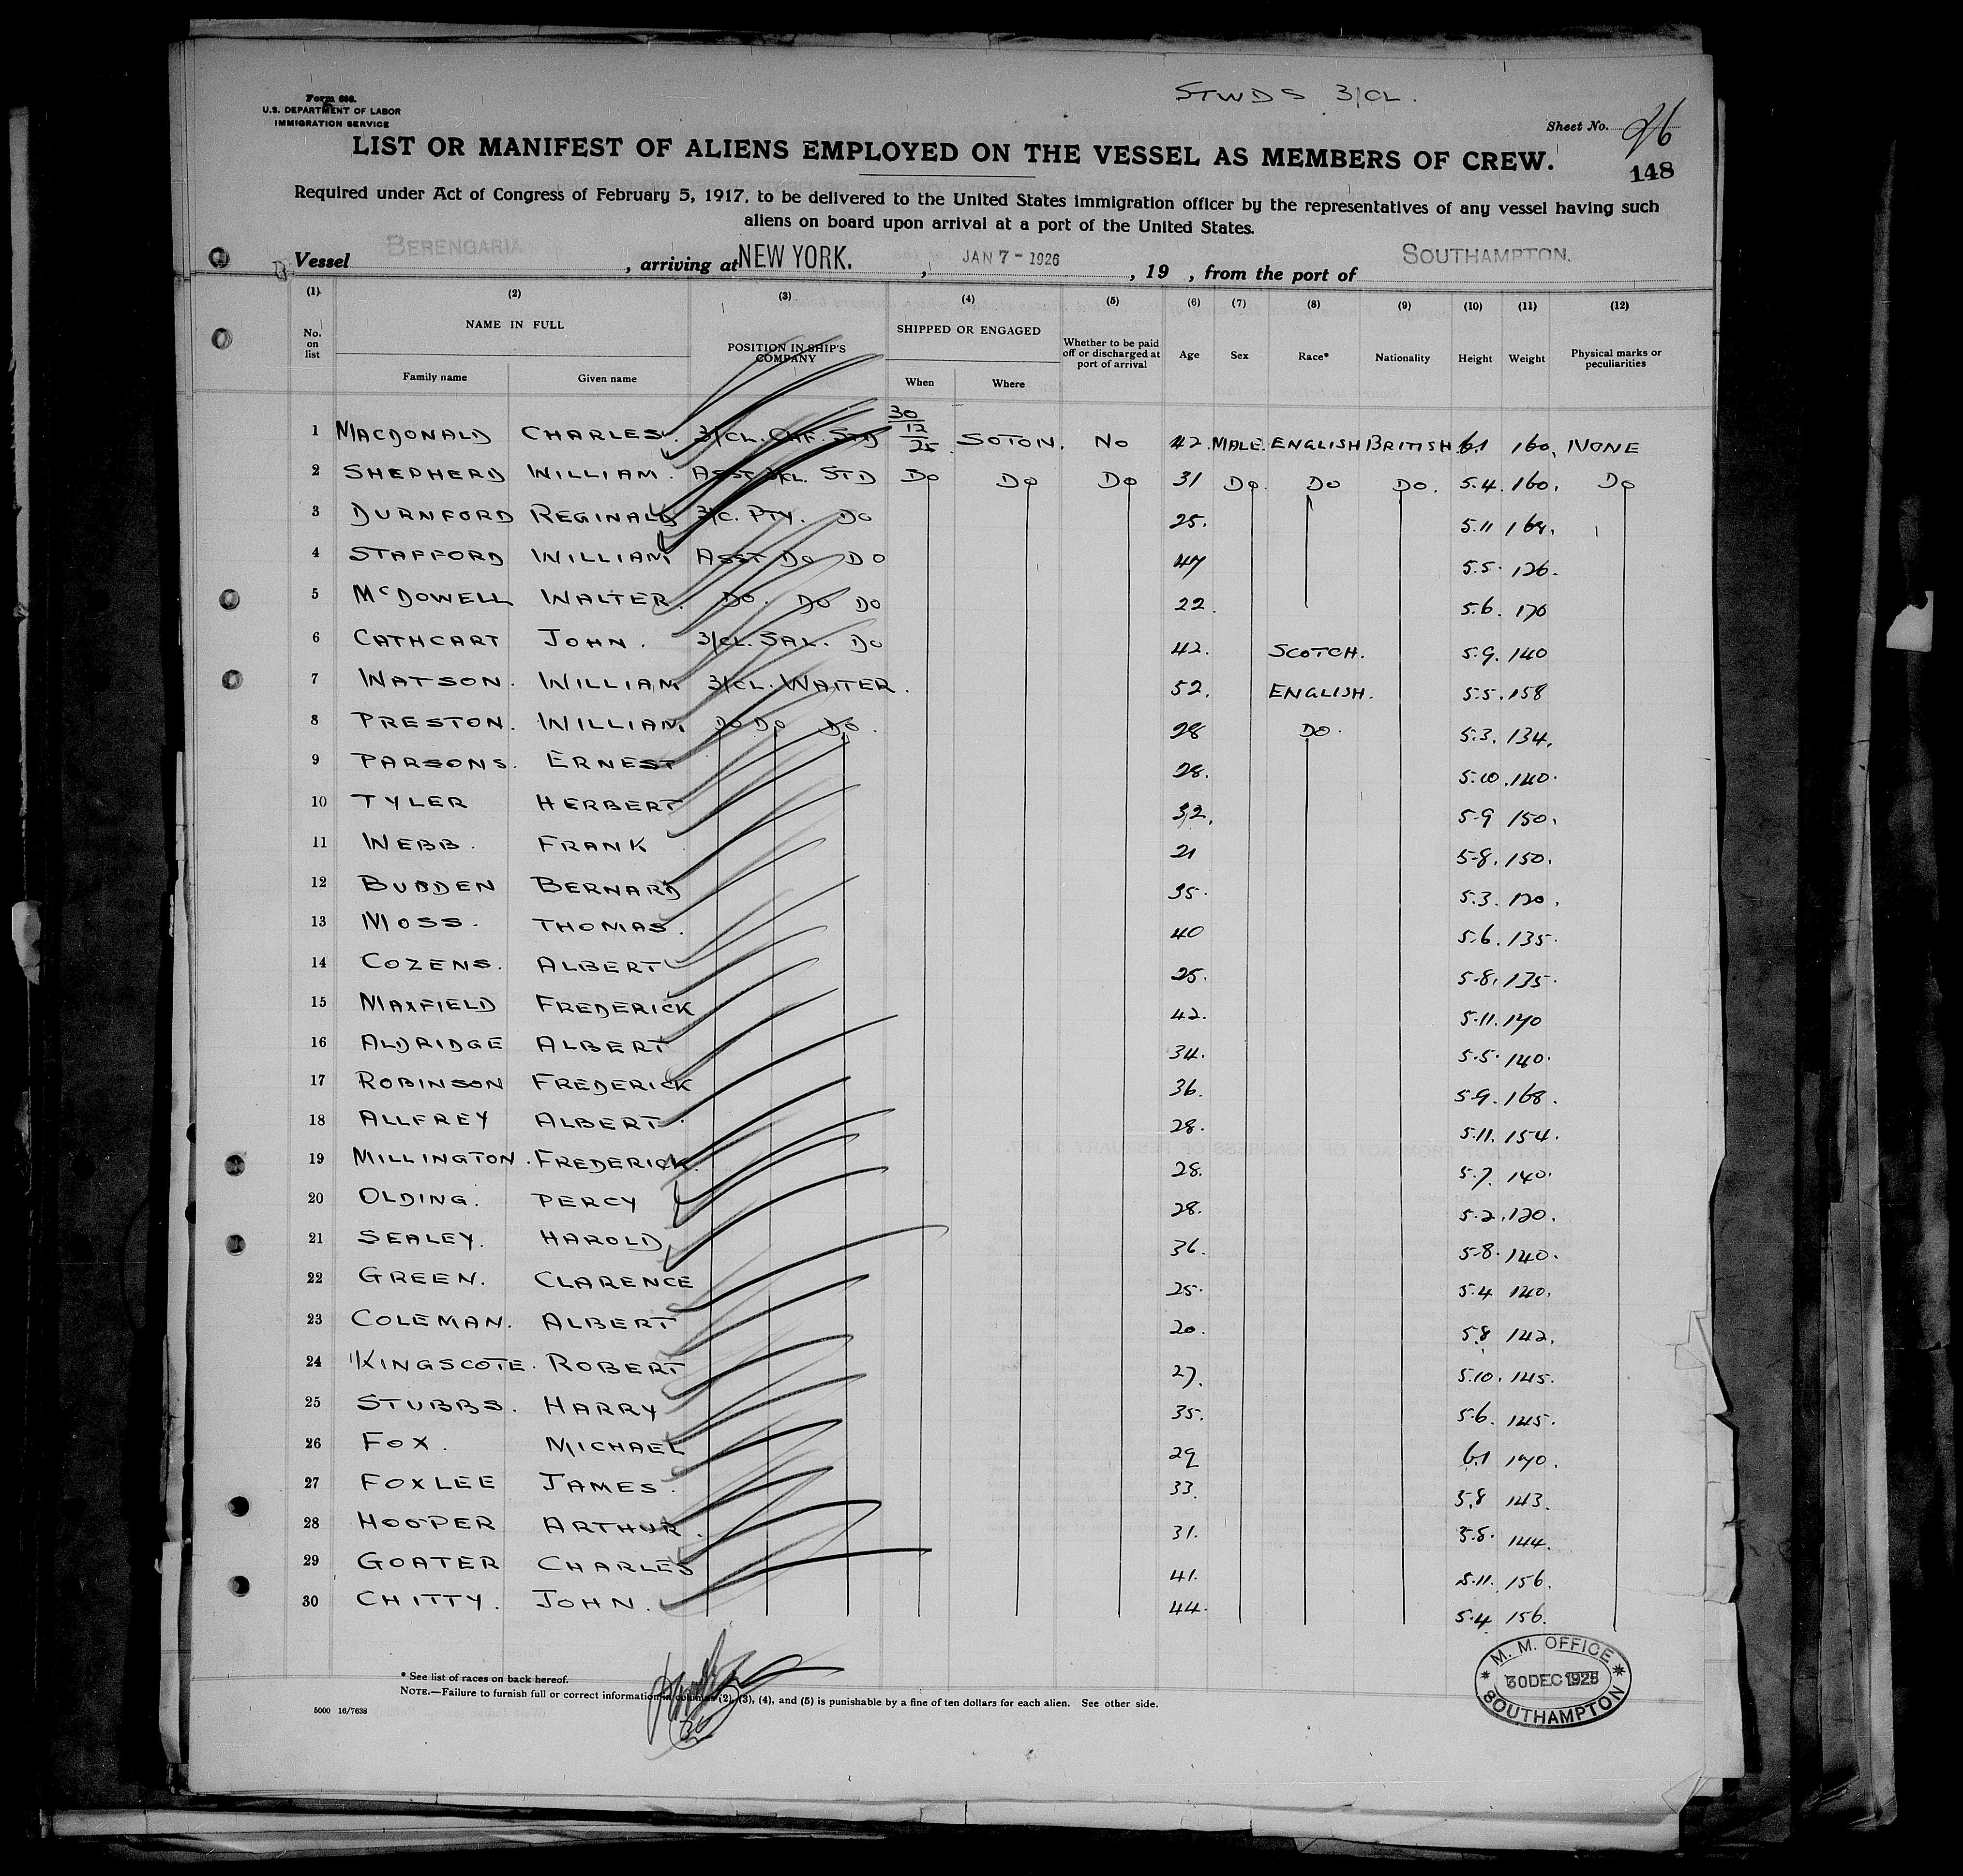 STWDS 3/CL.
Form 680.
U.S. DEPARTMENT OF LABOR
IMMIGRATION SERVICE
Sheet No. 26
LIST OR MANIFEST OF ALIENS EMPLOYED ON THE VESSEL AS MEMBERS OF CREW.
148
Required under Act of Congress of February 5, 1917, to be delivered to the United States immigration officer by the representatives of any vessel having such
aliens on board upon arrival at a port of the United States.
Vessel BERENGARIA, arriving at NEW YORK., JAN 7 - 1926, 19 , from the port of SOUTHAMPTON.
(1) (2) (3) (4) (5) (6) (7) (8) (9) (10) (11) (12)
No. on list NAME IN FULL POSITION IN SHIP'S COMPANY SHIPPED OR ENGAGED Whether to be paid off or discharged at port of arrival Age Sex Race* Nationality Height Weight Physical marks or peculiarities
Family name Given name When Where
1 MACDONALD CHARLES. 3/CL. CHF. STD 30/12/25 SOTON. NO 42 MALE. ENGLISH BRITISH 6.1 160. NONE
2 SHEPHERD WILLIAM. ASST 3/CL. STD DO DO DO 31 DO. DO DO. 5.4. 160. DO
3 DURNFORD REGINALD 3/C. PTY. DO 25. 5.11 168.
4 STAFFORD WILLIAM ASST DO DO 47 5.5. 126.
5 McDOWELL WALTER. DO. DO DO 22. 5.6. 170
6 CATHCART JOHN. 3/CL. SAL. DO 42. SCOTCH. 5.9. 140
7 WATSON. WILLIAM 3/CL. WAITER. 52. ENGLISH. 5.5. 158
8 PRESTON. WILLIAM DO DO DO. 28 DO. 5.3. 134.
9 PARSONS. ERNEST 28. 5.10. 140.
10 TYLER HERBERT 32. 5.9 150.
11 WEBB. FRANK 21 5.8. 150.
12 BUDDEN BERNARD 35. 5.3. 120.
13 MOSS. THOMAS. 40 5.6. 135.
14 COZENS. ALBERT 25. 5.8. 135.
15 MAXFIELD FREDERICK 42. 5.11. 170
16 ALDRIDGE ALBERT 34. 5.5. 140.
17 ROBINSON FREDERICK 36. 5.9. 168.
18 ALLFREY ALBERT. 28. 5.11. 154.
19 MILLINGTON. FREDERICK. 28. 5.7. 140.
20 OLDING. PERCY 28. 5.2. 120.
21 SEALEY. HAROLD 36. 5.8. 140.
22 GREEN. CLARENCE 25. 5.4 140.
23 COLEMAN. ALBERT 20. 5.8 142.
24 KINGSCOTE. ROBERT 27. 5.10. 145.
25 STUBBS. HARRY 35. 5.6. 145.
26 FOX. MICHAEL 29 6.1 170.
27 FOXLEE JAMES. 33. 5.8 143.
28 HOOPER ARTHUR. 31. 5.8. 144.
29 GOATER CHARLES 41. 5.11. 156.
30 CHITTY. JOHN. 44. 5.4. 156.
* See list of races on back hereof.
NOTE.—Failure to furnish full or correct information in columns (2), (3), (4), and (5) is punishable by a fine of ten dollars for each alien. See other side.
5000 16/7638
M. M. OFFICE
30 DEC 1925
SOUTHAMPTON